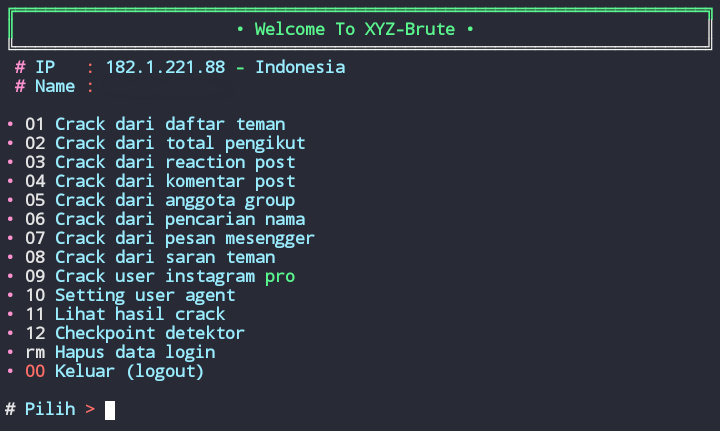 • Welcome To XYZ-Brute •
# IP : 182.1.221.88 - Indonesia
# Name :
• 01 Crack dari daftar teman
• 02 Crack dari total pengikut
• 03 Crack dari reaction post
• 04 Crack dari komentar post
• 05 Crack dari anggota group
• 06 Crack dari pencarian nama
• 07 Crack dari pesan mesengger
• 08 Crack dari saran teman
• 09 Crack user instagram pro
• 10 Setting user agent
• 11 Lihat hasil crack
• 12 Checkpoint detektor
• rm Hapus data login
• 00 Keluar (logout)
# Pilih >